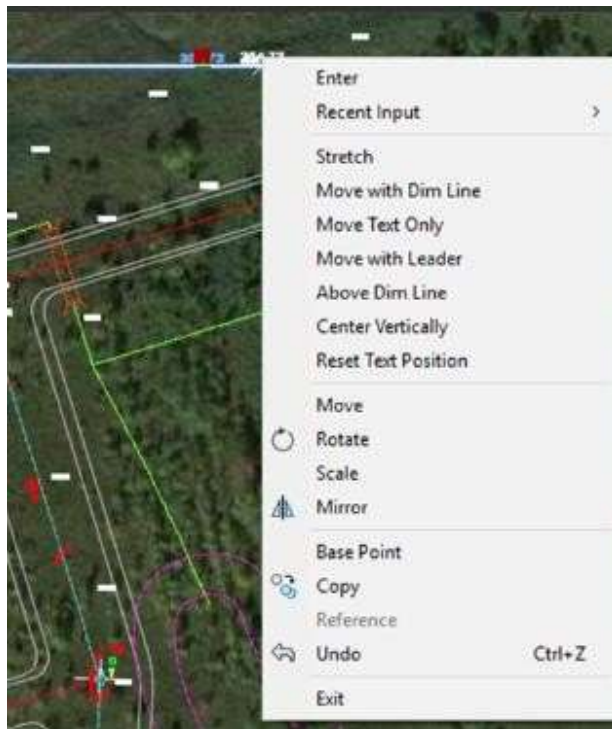 Enter
Recent Input
Stretch
Move with Dim Line
Move Text Only
Move with Leader
Above Dim Line
Center Vertically
Reset Text Position
Move
Rotate
Scale
Mirror
Base Point
Copy
Reference
Undo Ctrl+Z
Exit